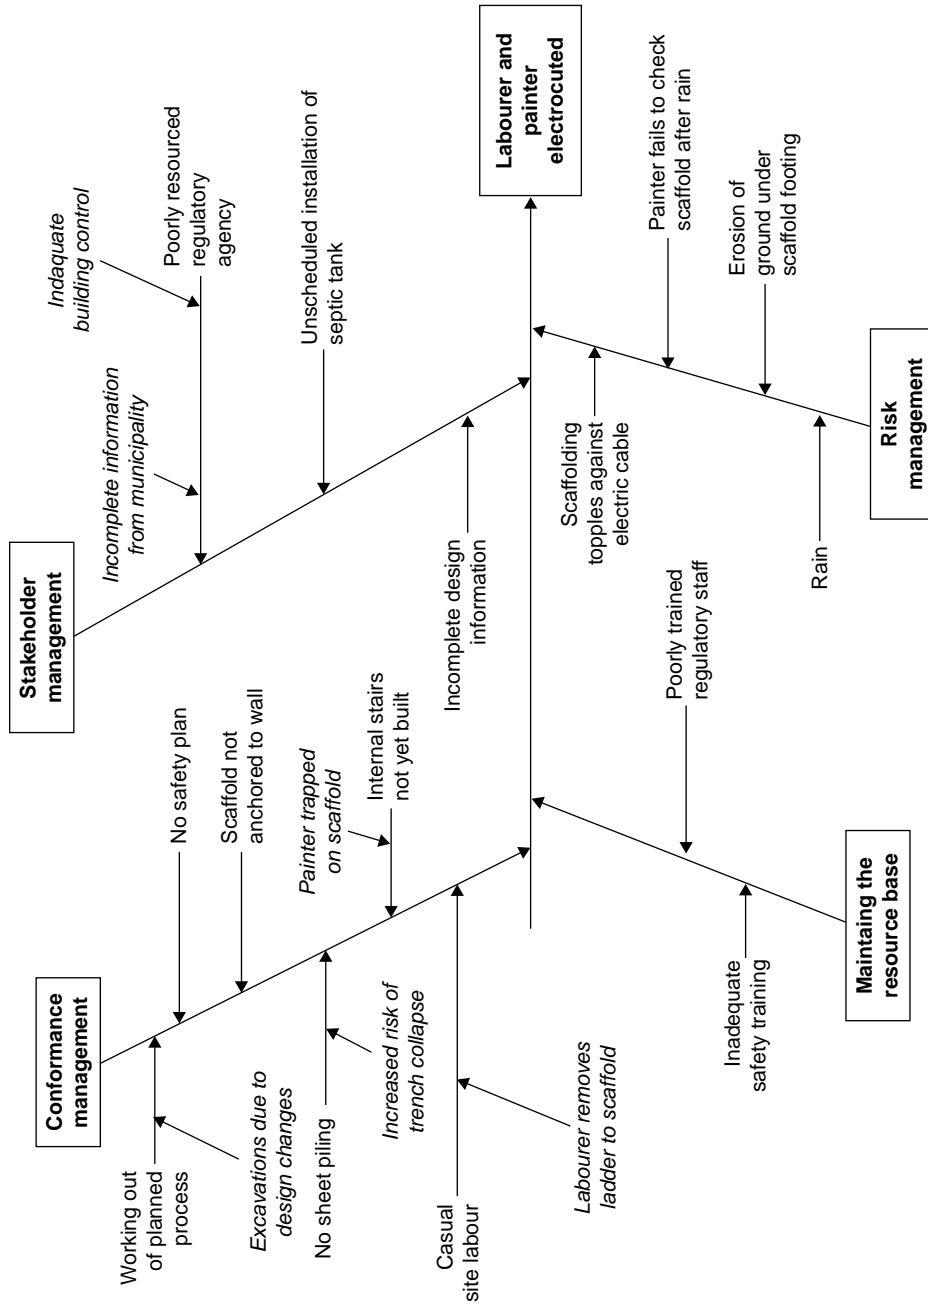 Conformance
management
Working out
of planned
process
Excavations due to
design changes
No safety plan
Scaffold not
anchored to wall
No sheet piling
Increased risk of
trench collapse
Painter trapped
on scaffold
Internal stairs
not yet built
Casual
site labour
Labourer removes
ladder to scaffold
Stakeholder
management
Incomplete information
from municipality
Indaquate
building control
Poorly resourced
regulatory
agency
Unscheduled installation of
septic tank
Incomplete design
information
Labourer and
painter
electrocuted
Maintaing the
resource base
Inadequate
safety training
Poorly trained
regulatory staff
Risk
management
Scaffolding
topples against
electric cable
Painter fails to check
scaffold after rain
Erosion of
ground under
scaffold footing
Rain